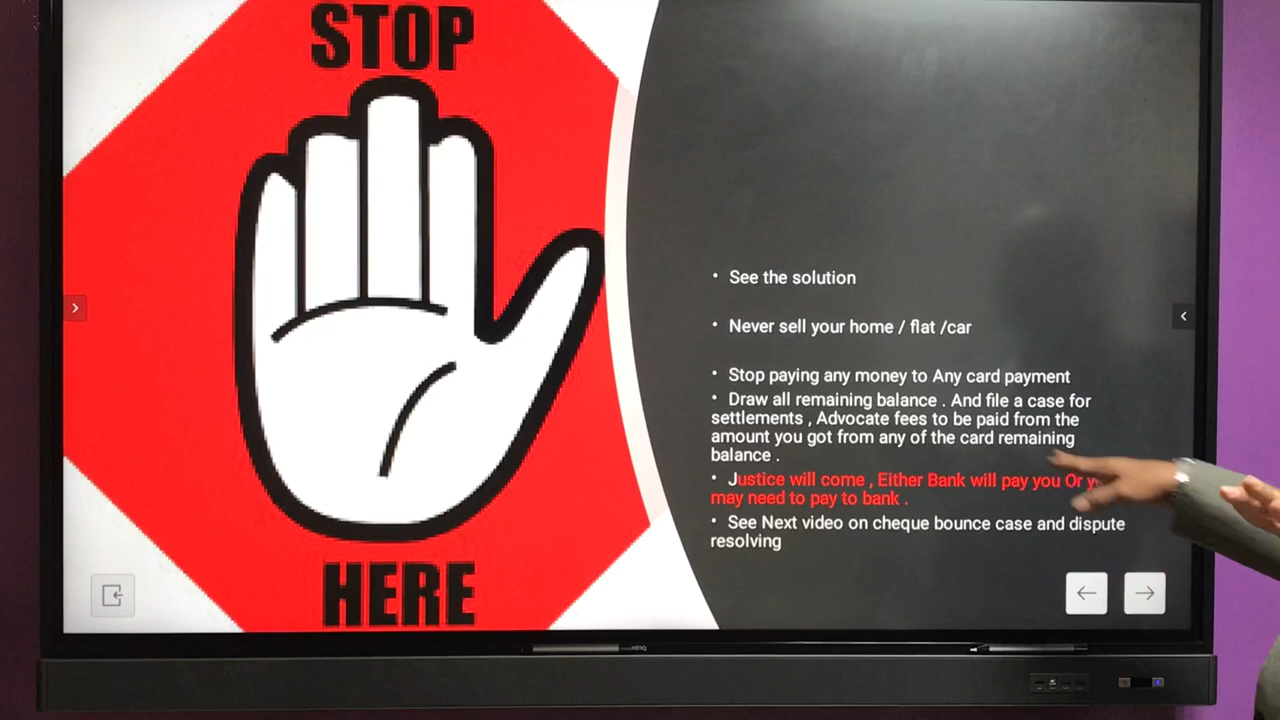 STOP
HERE
• See the solution
• Never sell your home / flat /car
• Stop paying any money to Any card payment
• Draw all remaining balance . And file a case for
settlements , Advocate fees to be paid from the
amount you got from any of the card remaining
balance .
• Justice will come , Either Bank will pay you Or
may need to pay to bank .
• See Next video on cheque bounce case and dispute
resolving